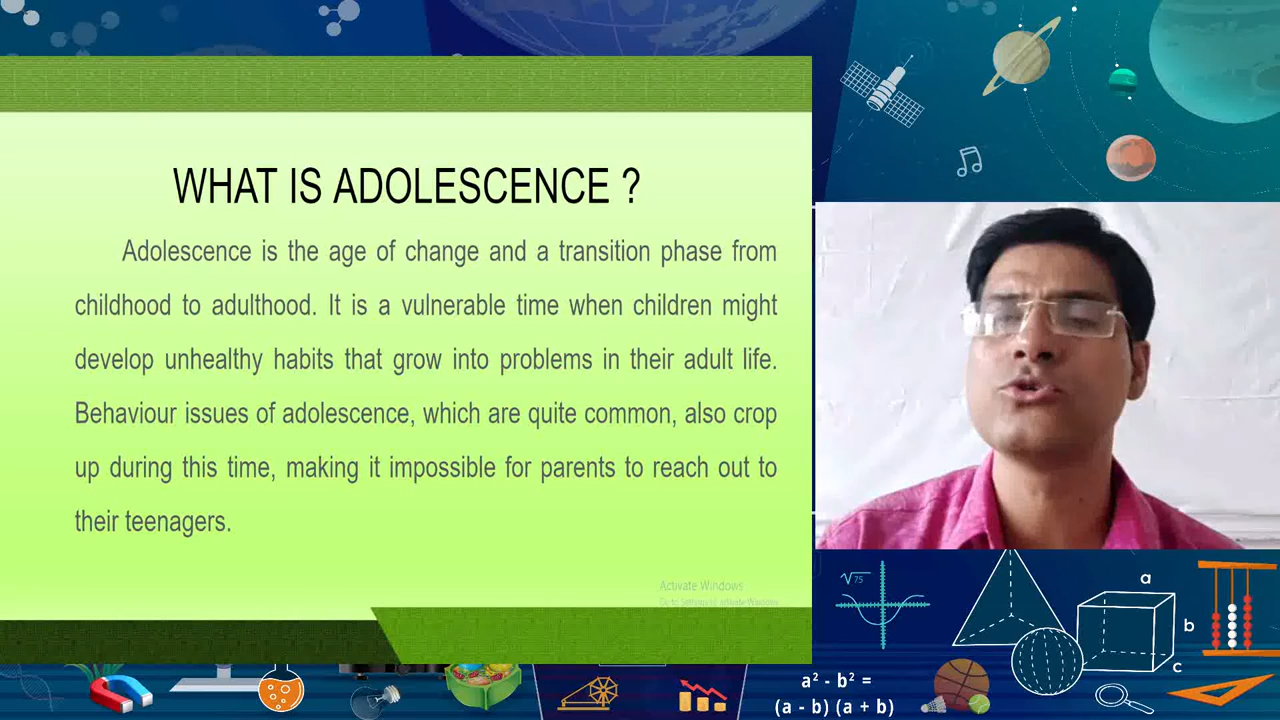 WHAT IS ADOLESCENCE ?
Adolescence is the age of change and a transition phase from
childhood to adulthood. It is a vulnerable time when children might
develop unhealthy habits that grow into problems in their adult life.
Behaviour issues of adolescence, which are quite common, also crop
up during this time, making it impossible for parents to reach out to
their teenagers.
Activate Windows
√75
a
b
c
a² - b² =
(a - b) (a + b)